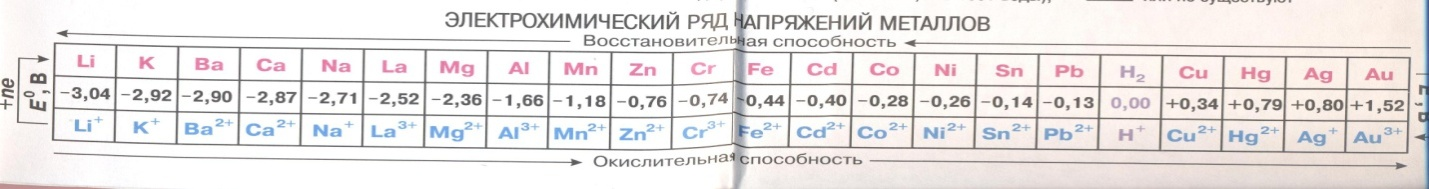 или не существуют
ЭЛЕКТРОХИМИЧЕСКИЙ РЯД НАПРЯЖЕНИЙ МЕТАЛЛОВ
Восстановительная способность
Li K Ba Ca Na La Mg Al Mn Zn Cr Fe Cd Co Ni Sn Pb H₂ Cu Hg Ag Au
+ne E⁰, В −3,04 −2,92 −2,90 −2,87 −2,71 −2,52 −2,36 −1,66 −1,18 −0,76 −0,74 −0,44 −0,40 −0,28 −0,26 −0,14 −0,13 0,00 +0,34 +0,79 +0,80 +1,52
Li⁺ K⁺ Ba²⁺ Ca²⁺ Na⁺ La³⁺ Mg²⁺ Al³⁺ Mn²⁺ Zn²⁺ Cr³⁺ Fe²⁺ Cd²⁺ Co²⁺ Ni²⁺ Sn²⁺ Pb²⁺ H⁺ Cu²⁺ Hg²⁺ Ag⁺ Au³⁺
Окислительная способность